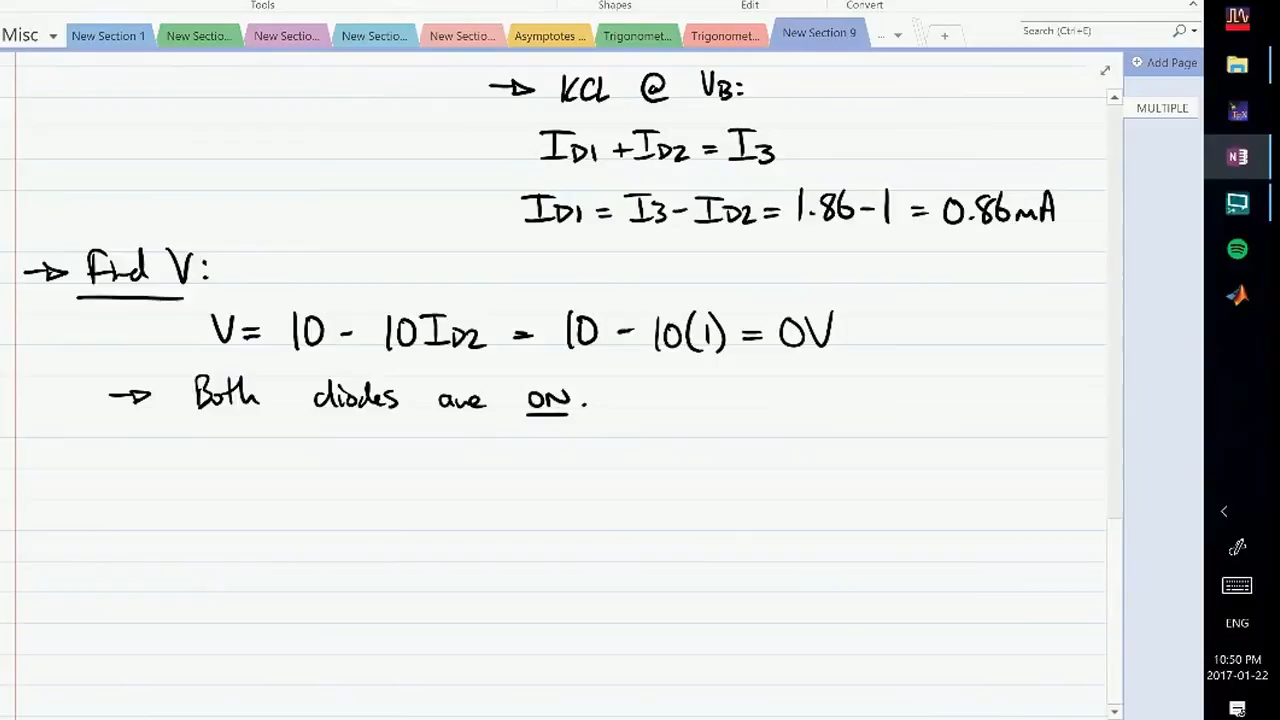 Tools Shapes Edit Convert
Misc New Section 1 New Sectio... New Sectio... New Sectio... New Sectio... Asymptotes ... Trigonomet... Trigonomet... New Section 9 ... + Search (Ctrl+E)
+ Add Page
MULTIPLE
→ KCL @ VB:
ID1 + ID2 = I3
ID1 = I3 - ID2 = 1.86 - 1 = 0.86mA
→ Find V:
V = 10 - 10ID2 = 10 - 10(1) = 0V
→ Both diodes are ON.
ENG
10:50 PM
2017-01-22